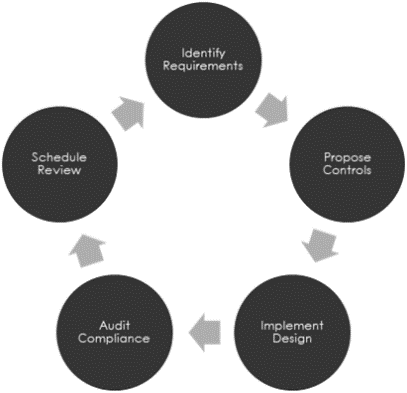 Identify
Requirements
Propose
Controls
Implement
Design
Audit
Compliance
Schedule
Review